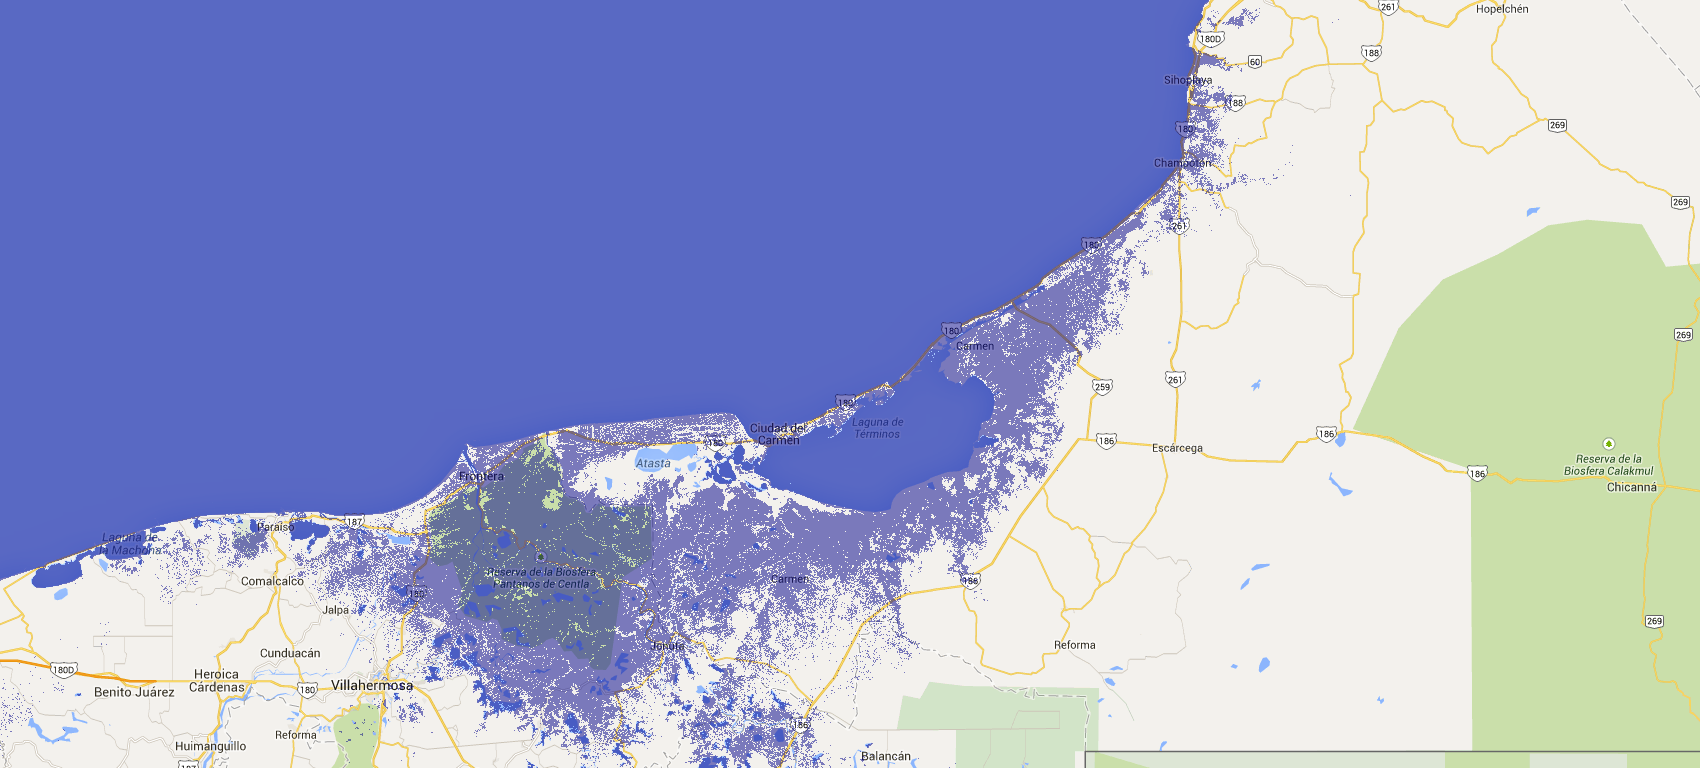 261
Hopelchén
180D
188
60
Sihoplaya
188
269
180
Champotón
269
261
180
180
Carmen
269
261
259
180
Laguna de
Términos
Ciudad del
Carmen
180
186
186
Escárcega
Reserva de la
Biosfera Calakmul
Chicanná
186
Atasta
Frontera
187
Paraíso
Laguna de
la Machona
Reserva de la Biosfera
Pantanos de Centla
Carmen
186
Comalcalco
180
Jalpa
269
Jonuta
Reforma
Cunduacán
180D
Heroica
Cárdenas
Benito Juárez
180
Villahermosa
186
Reforma
Huimanguillo
Balancán
187